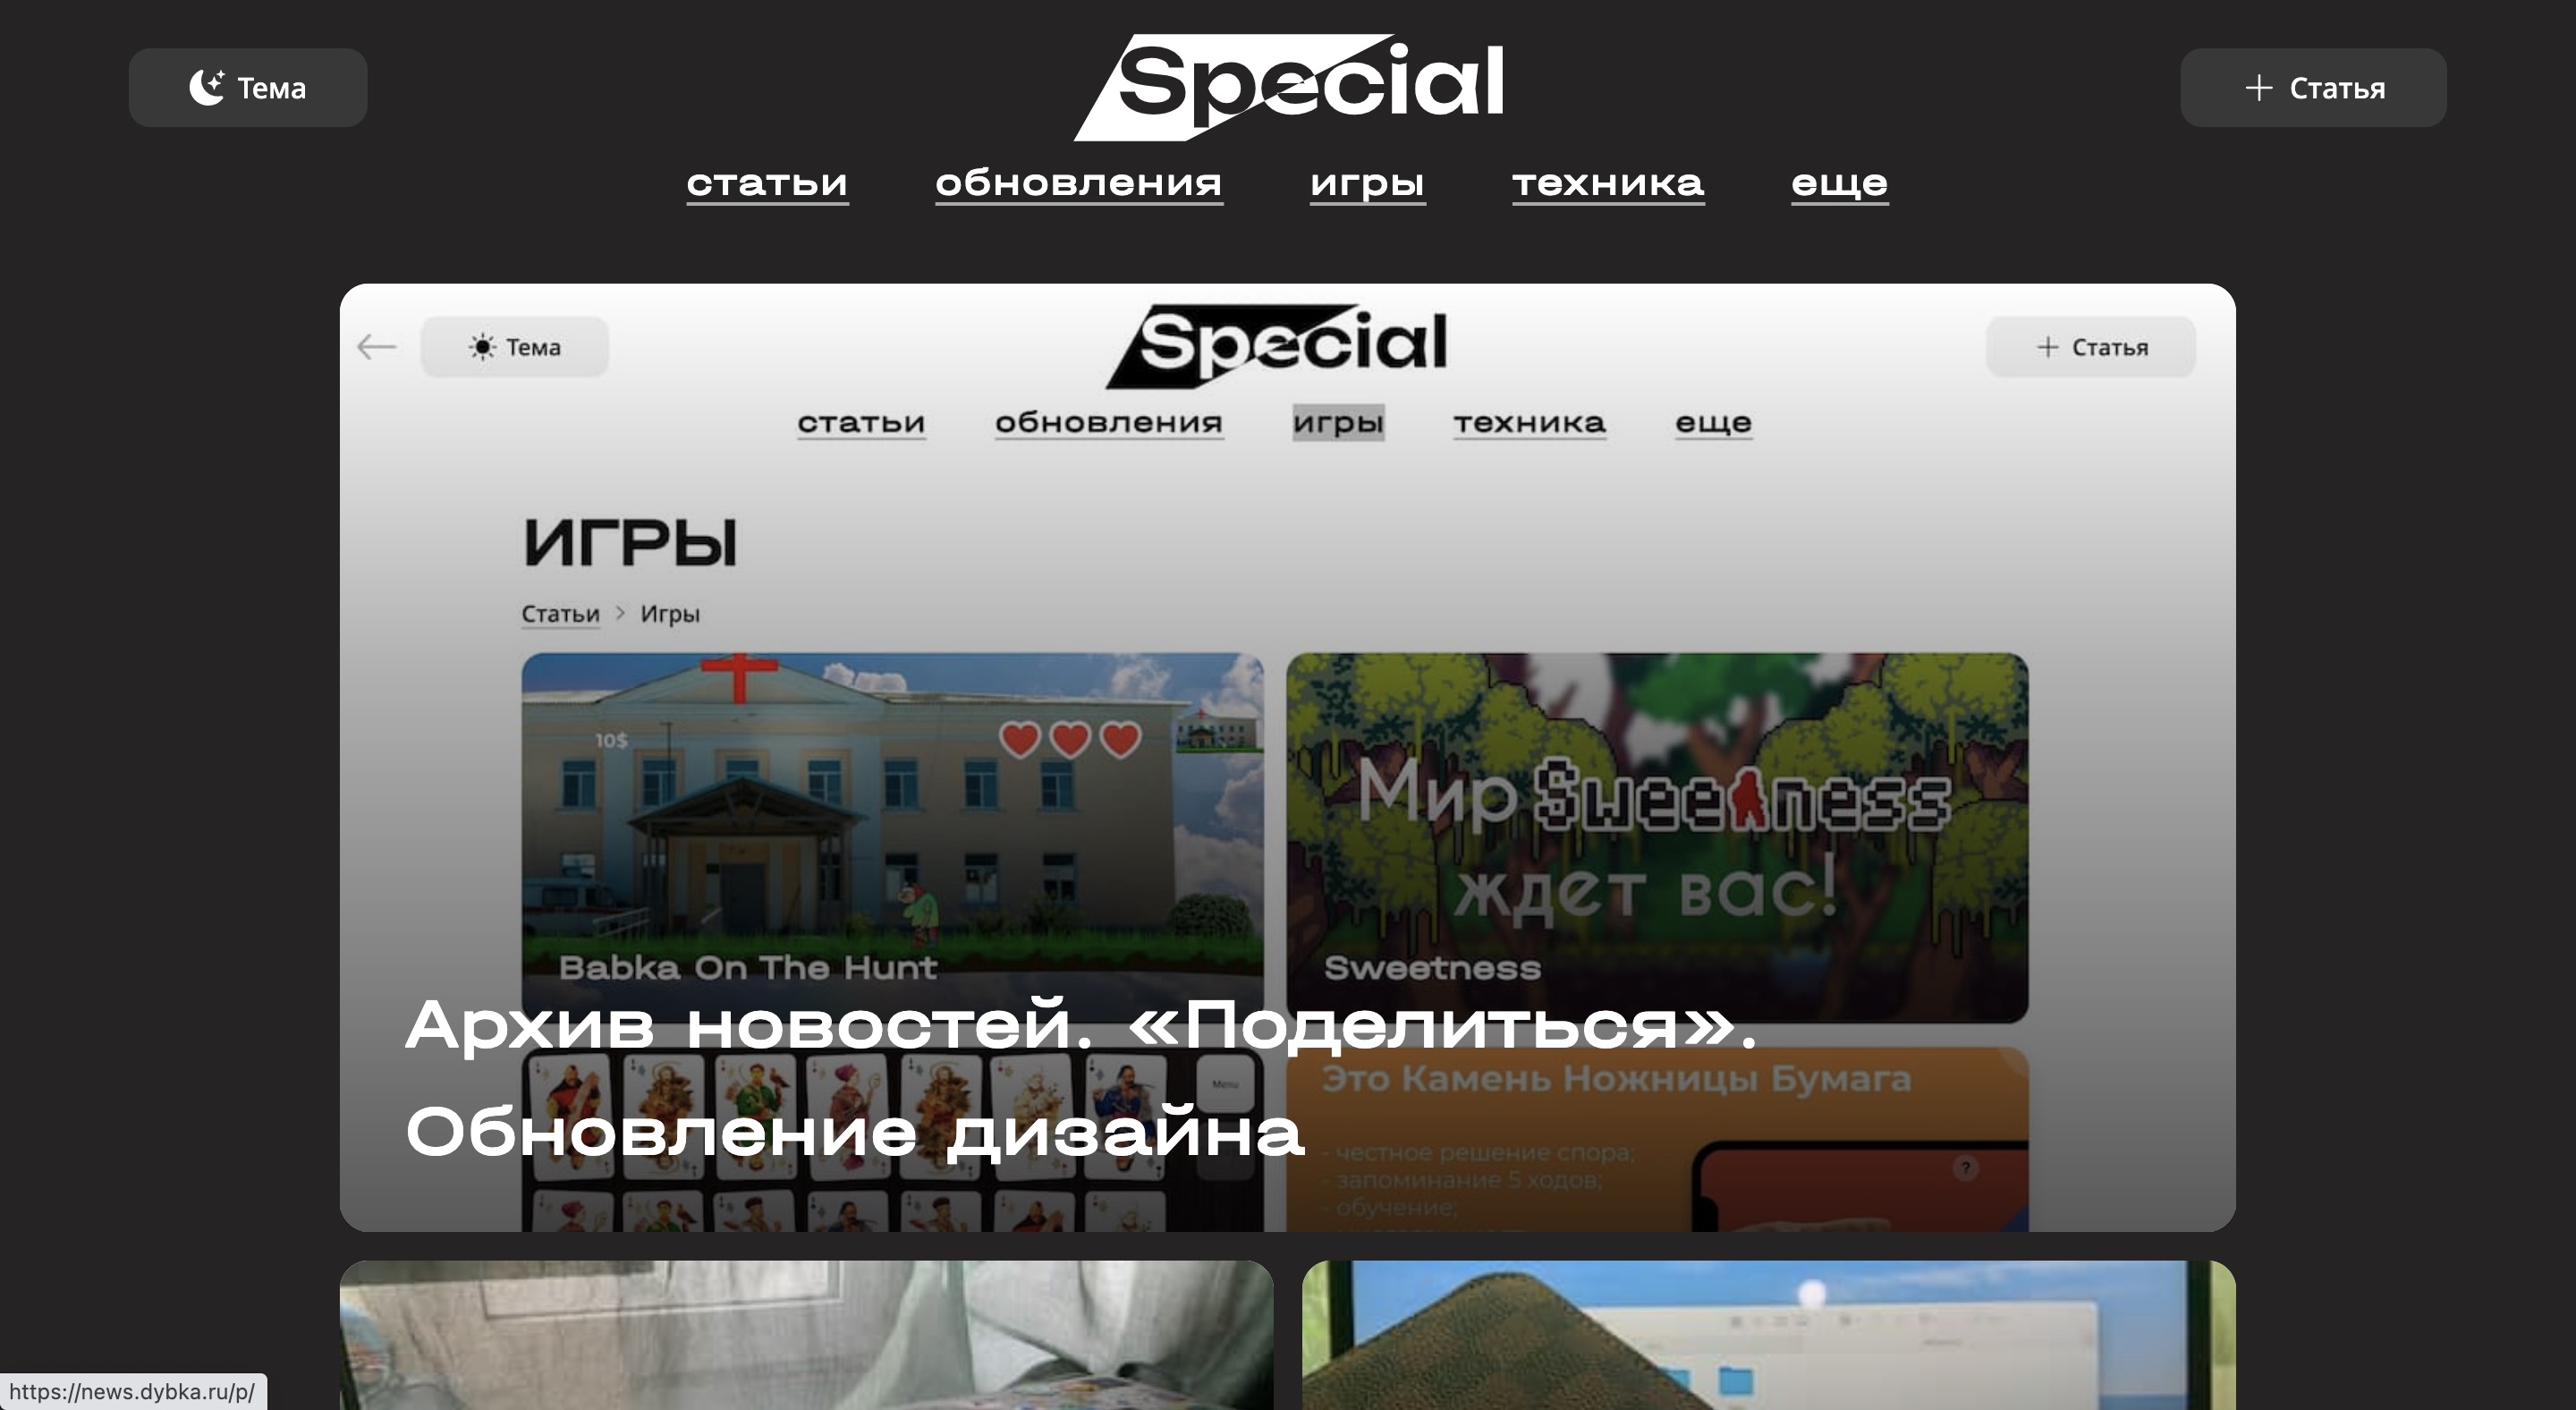 Тема
Special
+ Статья
статьи обновления игры техника еще
Тема
Special
+ Статья
статьи обновления игры техника еще
ИГРЫ
Статьи > Игры
10$
Мир Sweetness
ждет вас!
Babka On The Hunt
Sweetness
Архив новостей. «Поделиться».
Обновление дизайна
Menu
Это Камень Ножницы Бумага
- честное решение спора;
- запоминание 5 ходов;
- обучение;
?
https://news.dybka.ru/p/